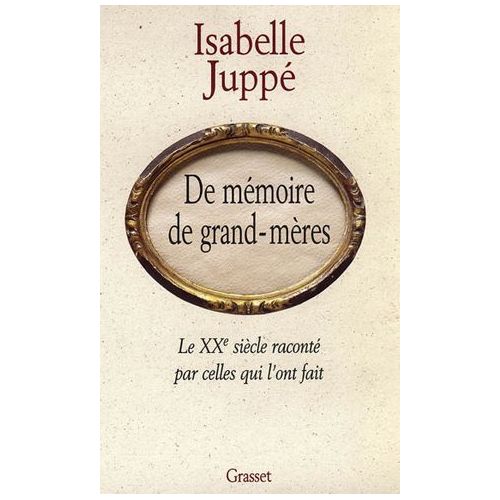 Isabelle
Juppé
De mémoire
de grand-mères
Le XXe siècle raconté
par celles qui l'ont fait
Grasset